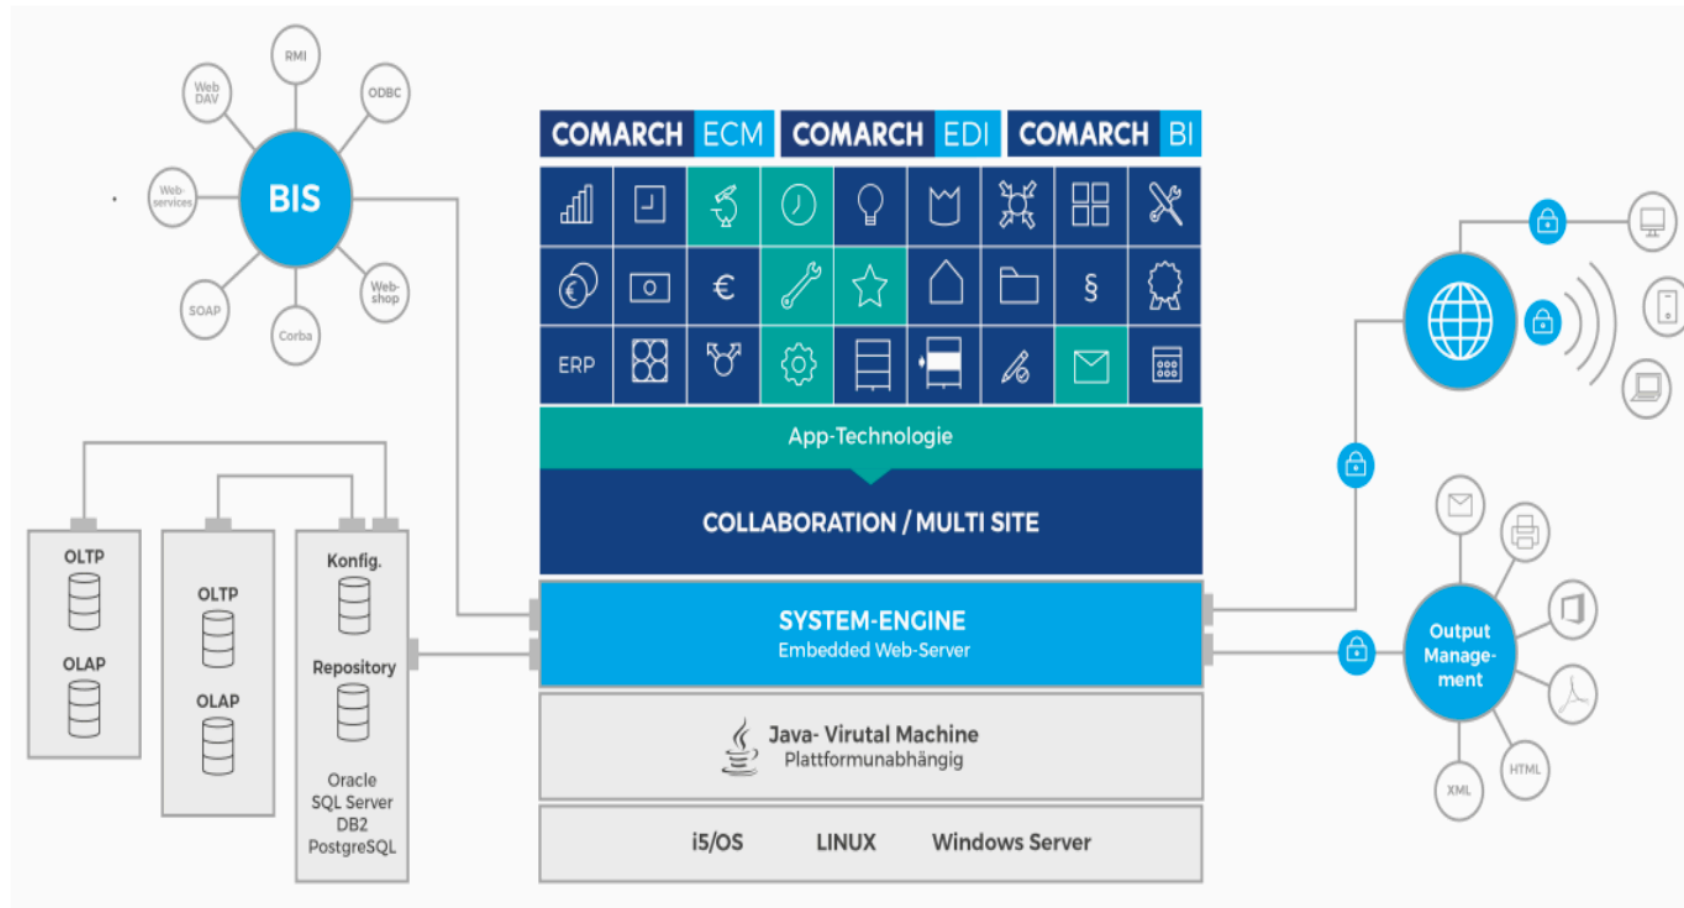 RMI
Web
DAV
ODBC
BIS
Web-
services
Web-
shop
SOAP
Corba
COMARCH ECM
COMARCH EDI
COMARCH BI
€
€
§
ERP
App-Technologie
COLLABORATION / MULTI SITE
SYSTEM-ENGINE
Embedded Web-Server
Java- Virutal Machine
Plattformunabhängig
i5/OS LINUX Windows Server
OLTP
OLAP
OLTP
OLAP
Konfig.
Repository
Oracle
SQL Server
DB2
PostgreSQL
Output
Manage-
ment
HTML
XML